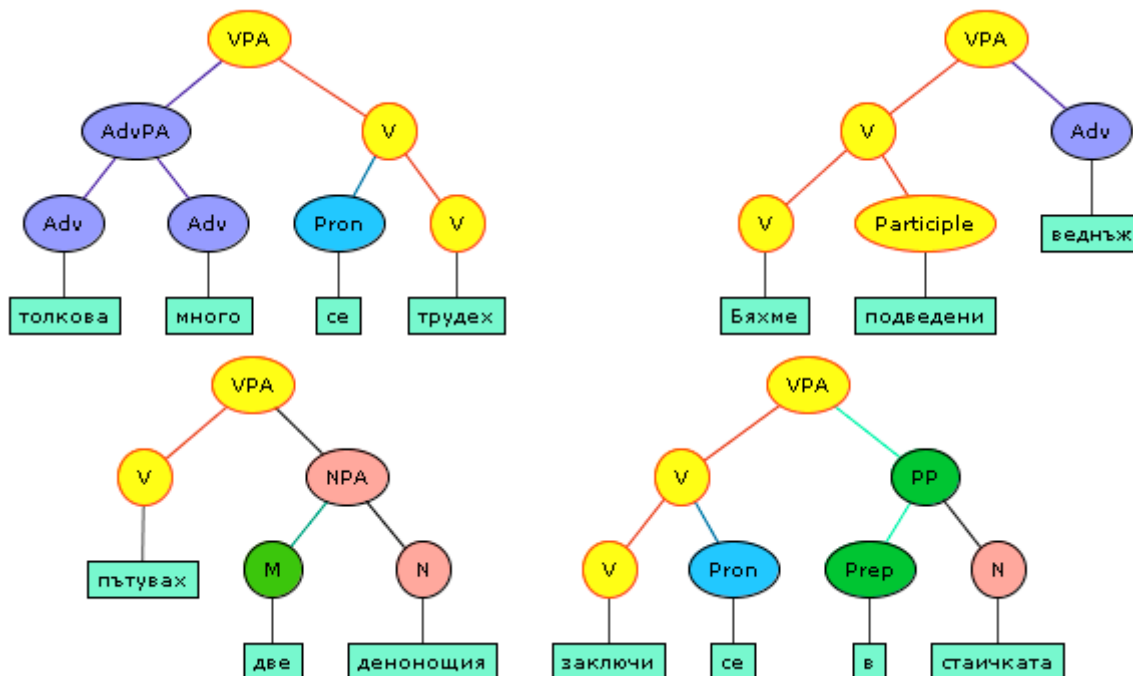 VPA VPA
AdvPA V V Adv
Adv Adv Pron V V Participle веднъж
толкова много се трудех Бяхме подведени
VPA VPA
V NPA V PP
пътувах M N V Pron Prep N
две денонощия заключи се в стаичката